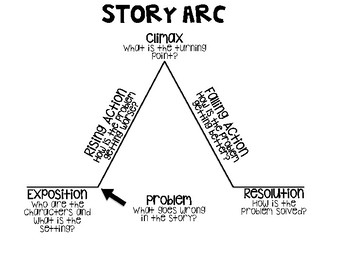 STORY ARC
Climax
What is the turning
point?
Rising Action
How is the problem
getting worse?
Falling Action
How is the problem
getting better?
Exposition
Who are the
characters and
what is the
setting?
Problem
What goes wrong
in the story?
Resolution
How is the
problem solved?